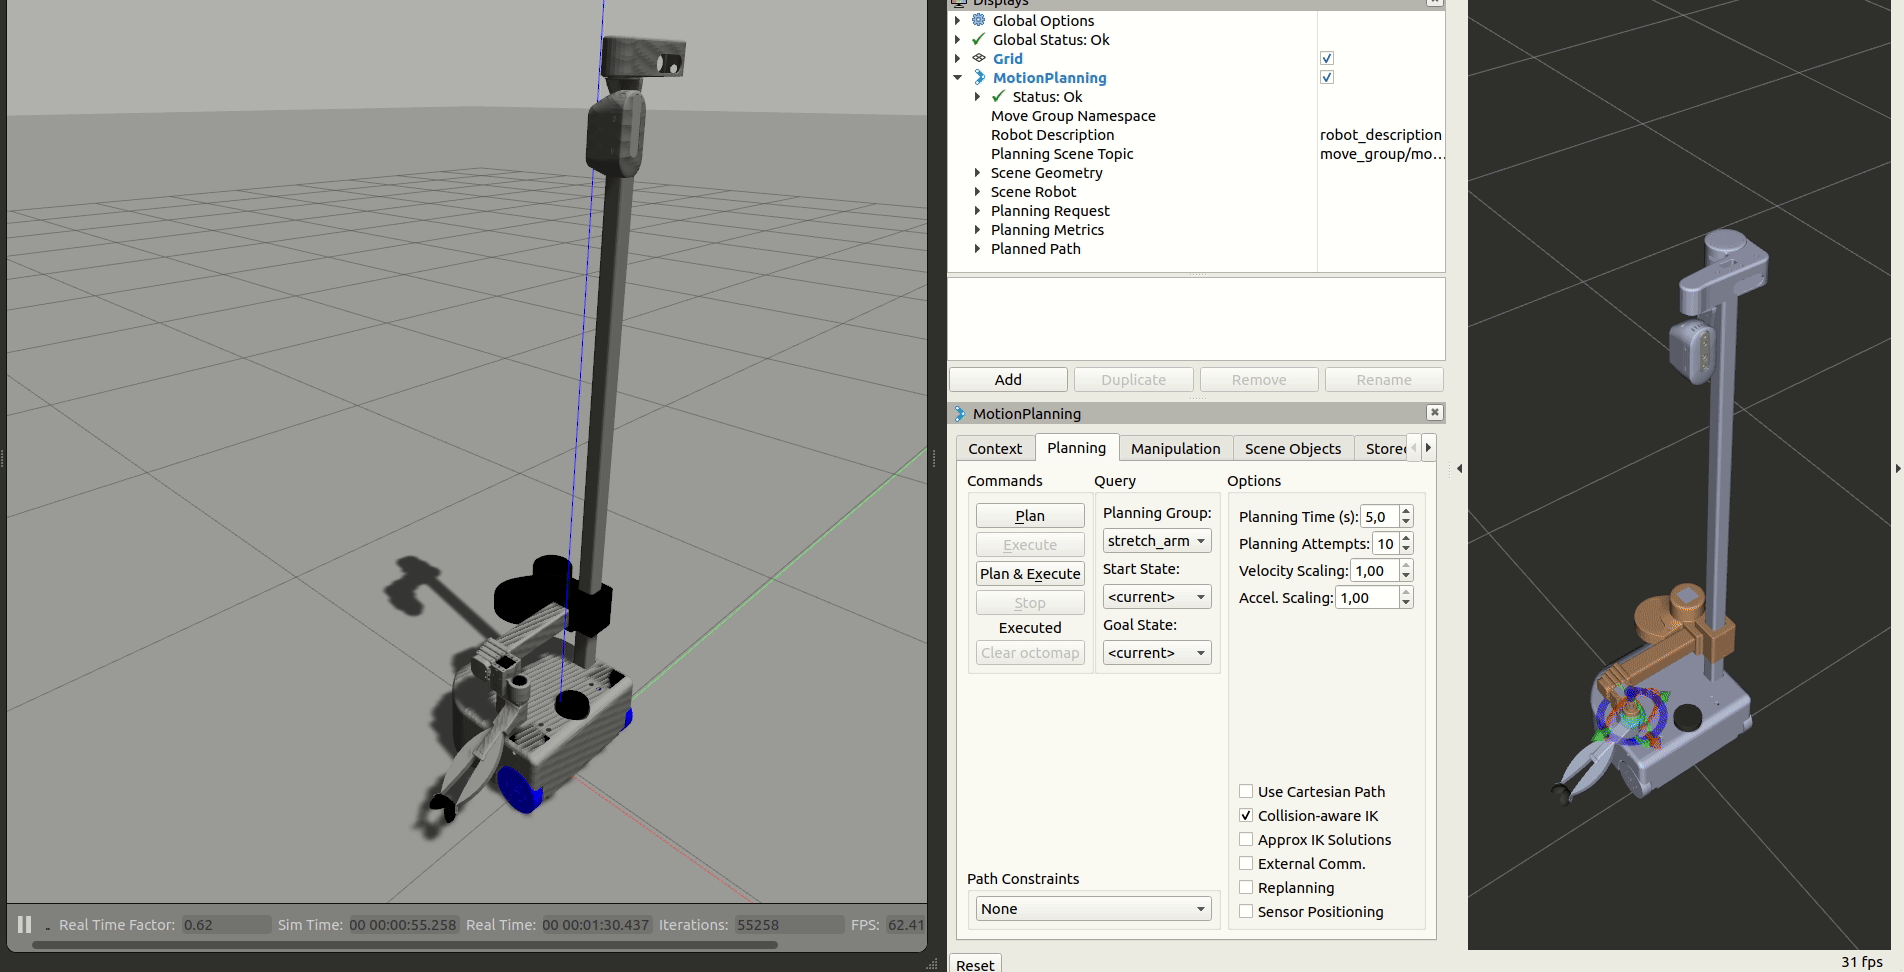 Displays
Global Options
Global Status: Ok
Grid
MotionPlanning
Status: Ok
Move Group Namespace
Robot Description robot_description
Planning Scene Topic move_group/mo...
Scene Geometry
Scene Robot
Planning Request
Planning Metrics
Planned Path
Add Duplicate Remove Rename
MotionPlanning
Context Planning Manipulation Scene Objects Stored
Commands Query Options
Plan
Execute
Plan & Execute
Stop
Executed
Clear octomap
Planning Group:
stretch_arm
Start State:
<current>
Goal State:
<current>
Planning Time (s): 5,0
Planning Attempts: 10
Velocity Scaling: 1,00
Accel. Scaling: 1,00
Use Cartesian Path
Collision-aware IK
Approx IK Solutions
External Comm.
Replanning
Sensor Positioning
Path Constraints
None
Real Time Factor: 0.62 Sim Time: 00 00:00:55.258 Real Time: 00 00:01:30.437 Iterations: 55258 FPS: 62.41
Reset
31 fps